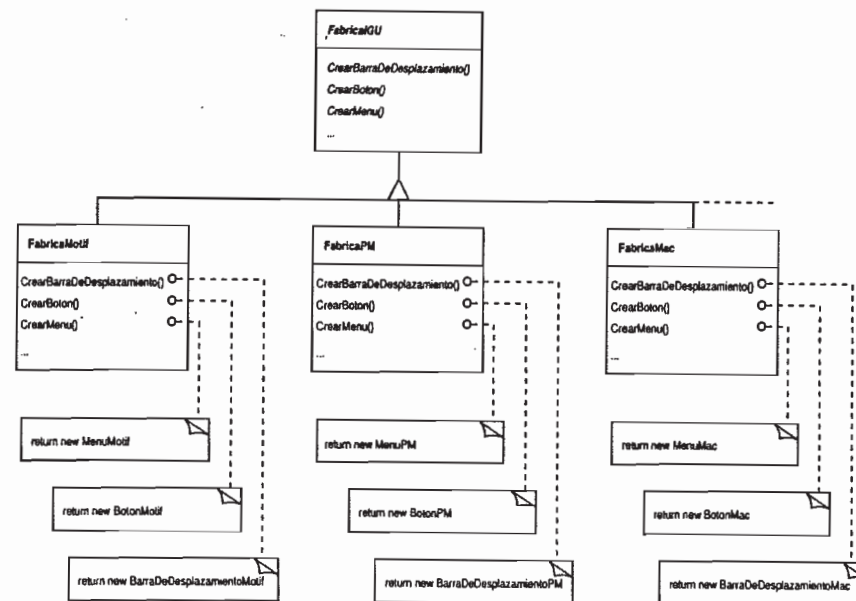 FabricaIGU
CrearBarraDeDesplazamiento()
CrearBoton()
CrearMenu()
...
FabricaMotif
CrearBarraDeDesplazamiento()
CrearBoton()
CrearMenu()
...
return new MenuMotif
return new BotonMotif
return new BarraDeDesplazamientoMotif
FabricaPM
CrearBarraDeDesplazamiento()
CrearBoton()
CrearMenu()
...
return new MenuPM
return new BotonPM
return new BarraDeDesplazamientoPM
FabricaMac
CrearBarraDeDesplazamiento()
CrearBoton()
CrearMenu()
...
return new MenuMac
return new BotonMac
return new BarraDeDesplazamientoMac